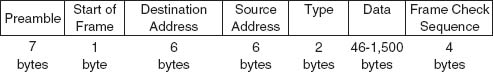 Preamble
Start of
Frame
Destination
Address
Source
Address
Type
Data
Frame Check
Sequence
7
bytes
1
byte
6
bytes
6
bytes
2
bytes
46-1,500
bytes
4
bytes